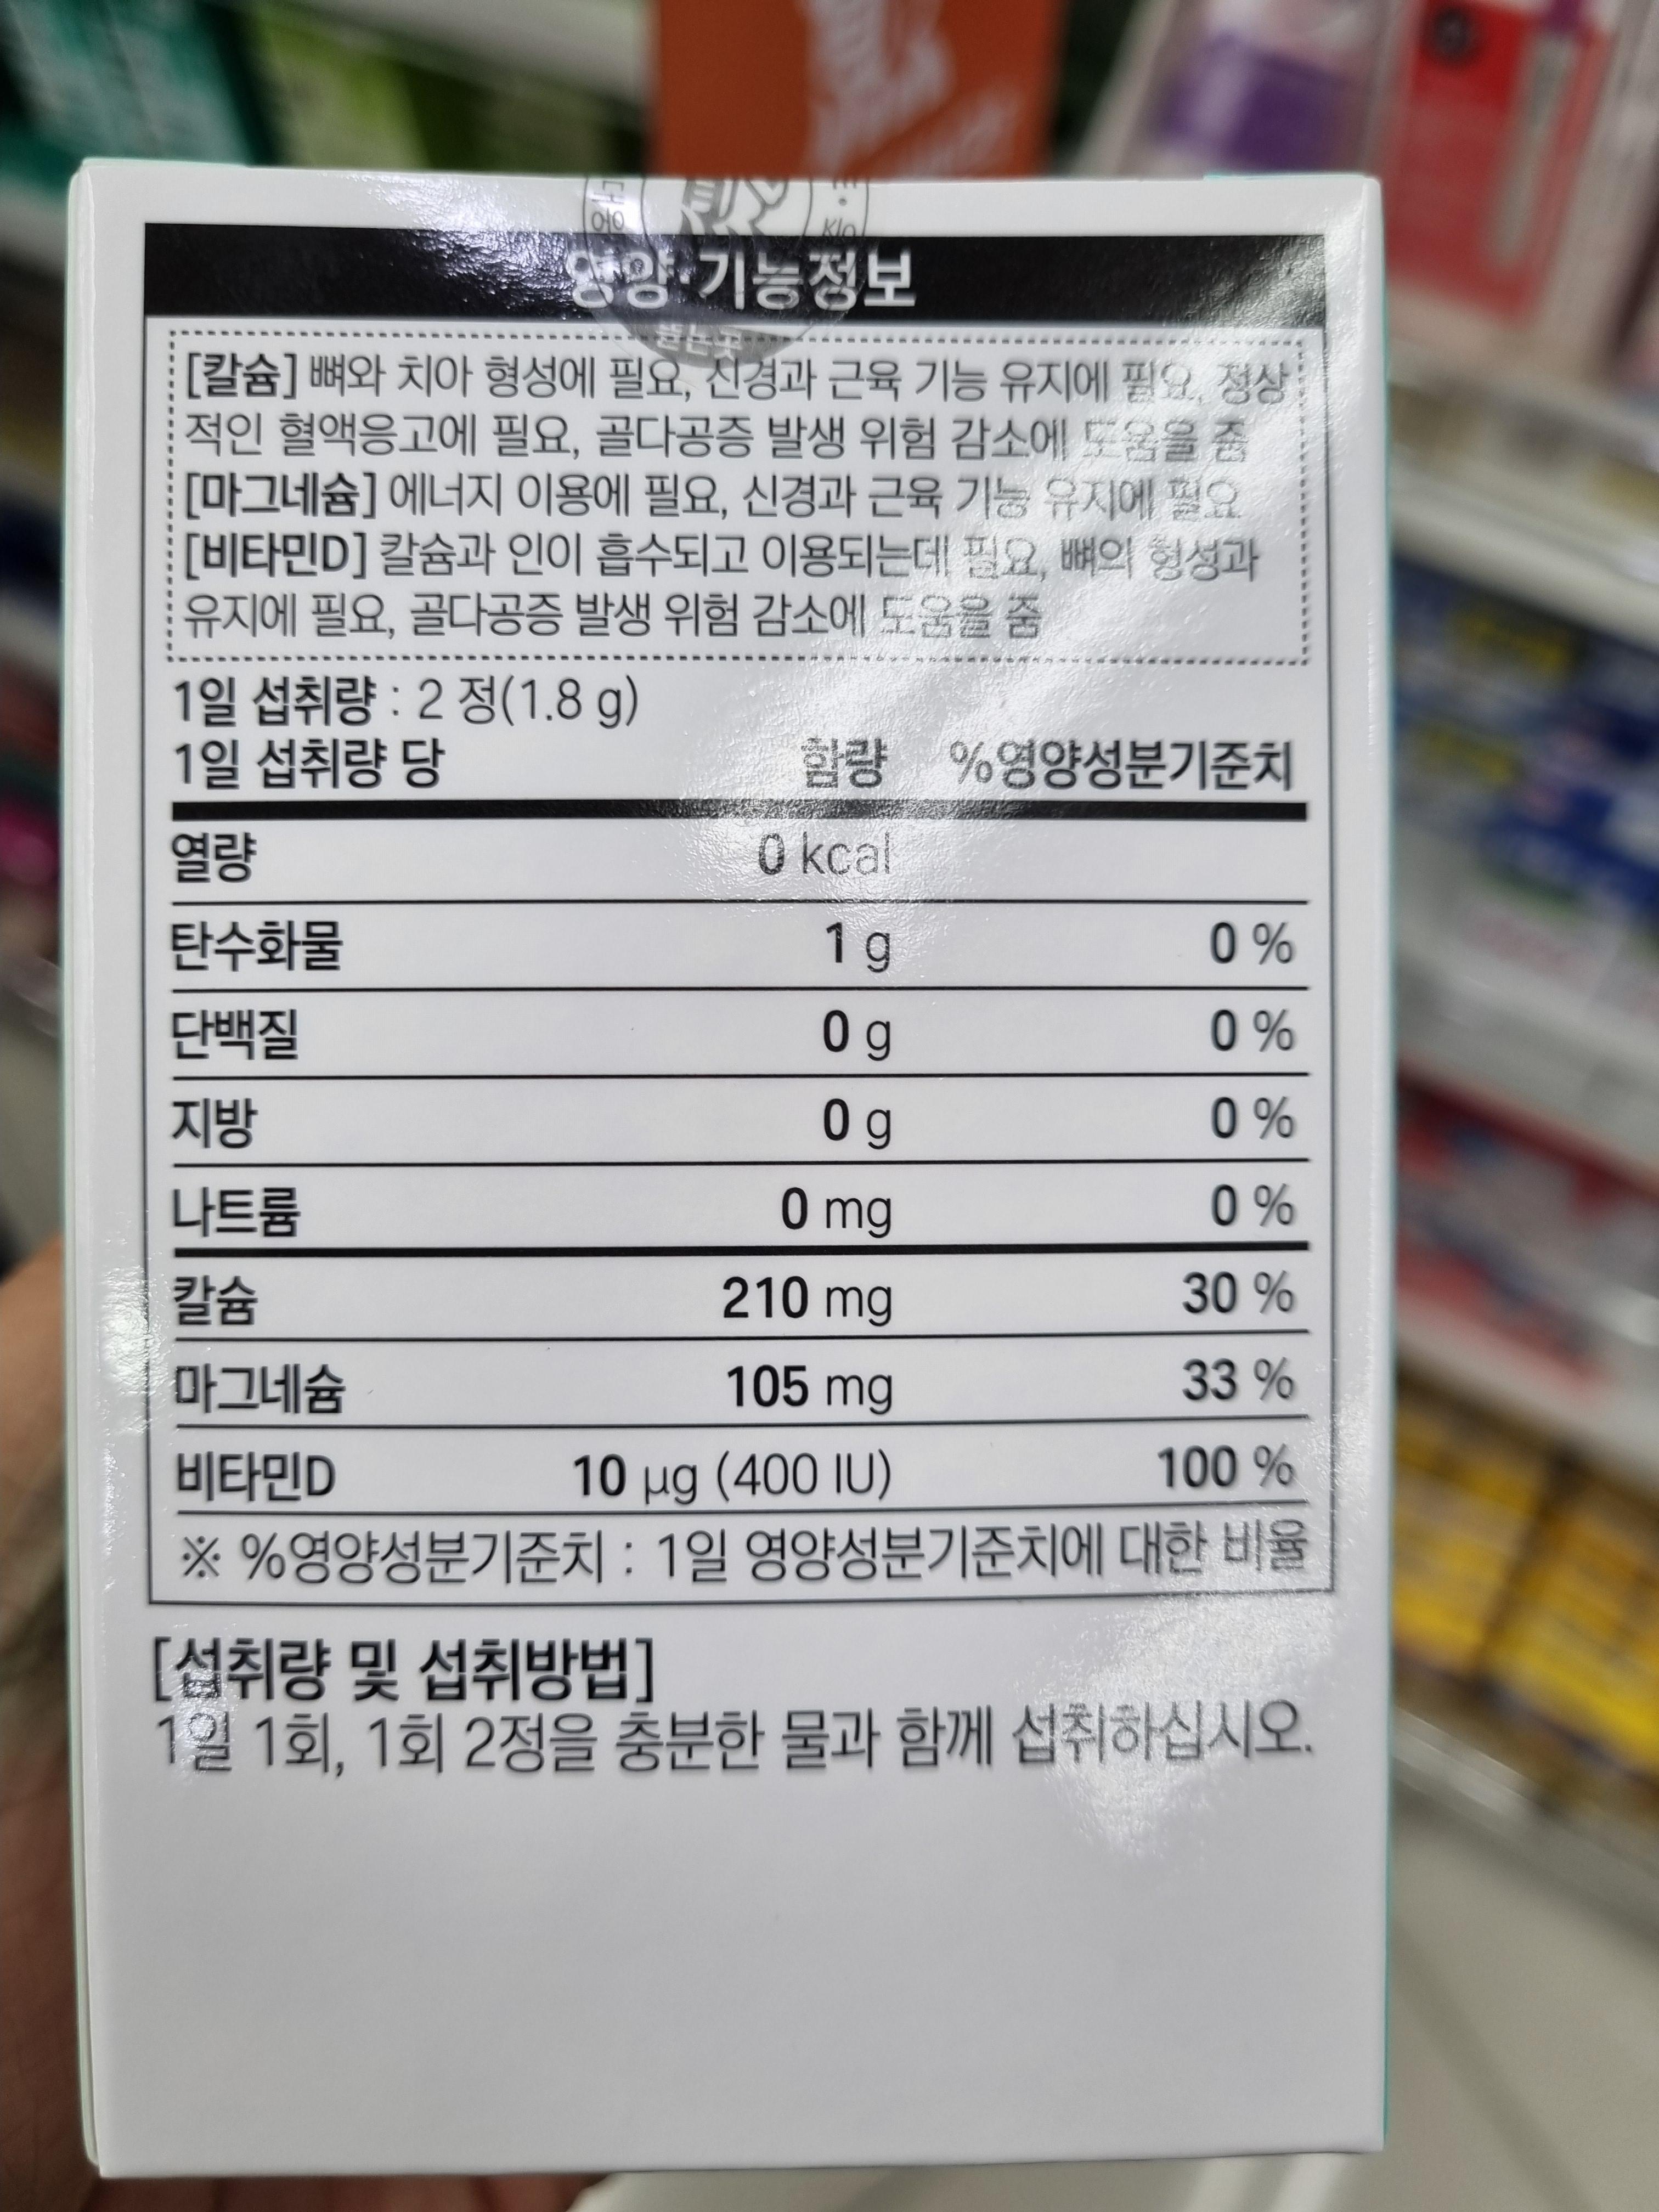 영양·기능정보
[칼슘] 뼈와 치아 형성에 필요, 신경과 근육 기능 유지에 필요, 정상
적인 혈액응고에 필요, 골다공증 발생 위험 감소에 도움을 줌
[마그네슘] 에너지 이용에 필요, 신경과 근육 기능 유지에 필요
[비타민D] 칼슘과 인이 흡수되고 이용되는데 필요, 뼈의 형성과
유지에 필요, 골다공증 발생 위험 감소에 도움을 줌
1일 섭취량 : 2 정(1.8 g)
1일 섭취량 당 함량 %영양성분기준치
열량 0 kcal
탄수화물 1 g 0 %
단백질 0 g 0 %
지방 0 g 0 %
나트륨 0 mg 0 %
칼슘 210 mg 30 %
마그네슘 105 mg 33 %
비타민D 10 µg (400 IU) 100 %
※ %영양성분기준치 : 1일 영양성분기준치에 대한 비율
[섭취량 및 섭취방법]
1일 1회, 1회 2정을 충분한 물과 함께 섭취하십시오.